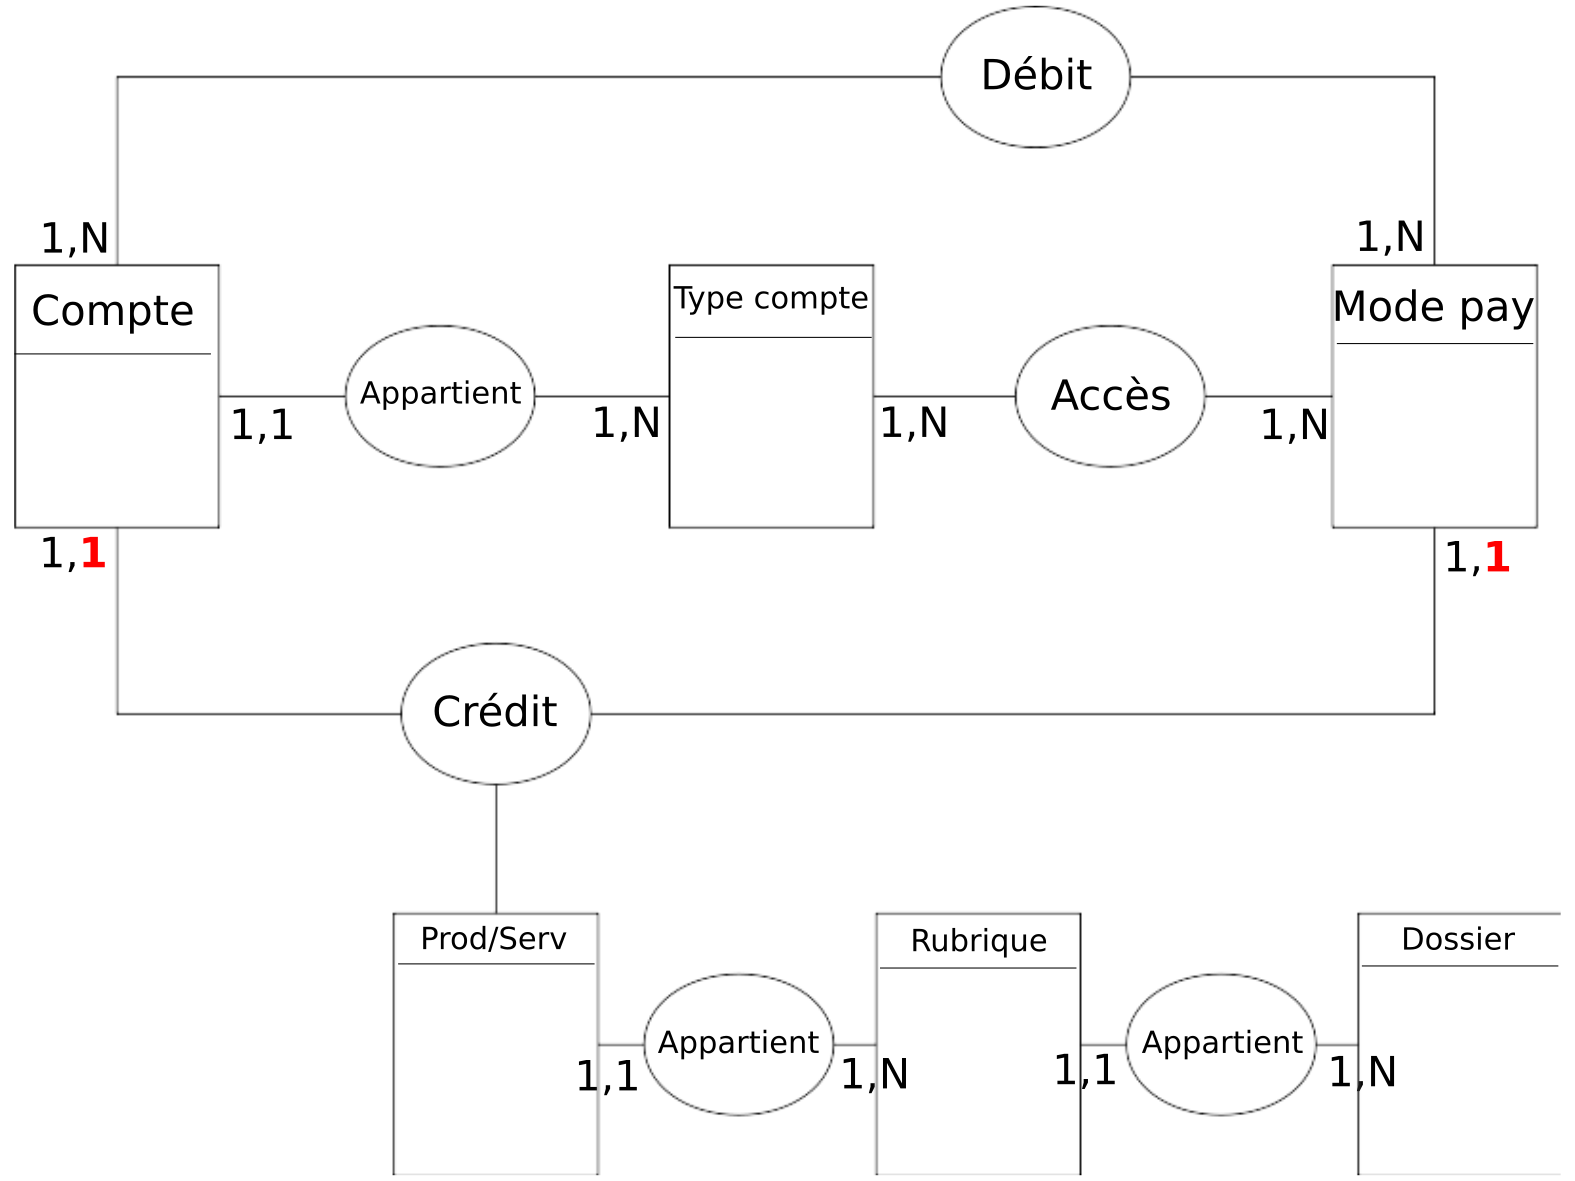 Débit
1,N
1,N
Compte
Type compte
Mode pay
Appartient
Accès
1,1
1,N
1,N
1,N
1,1
1,1
Crédit
Prod/Serv
Rubrique
Dossier
Appartient
Appartient
1,1
1,N
1,1
1,N